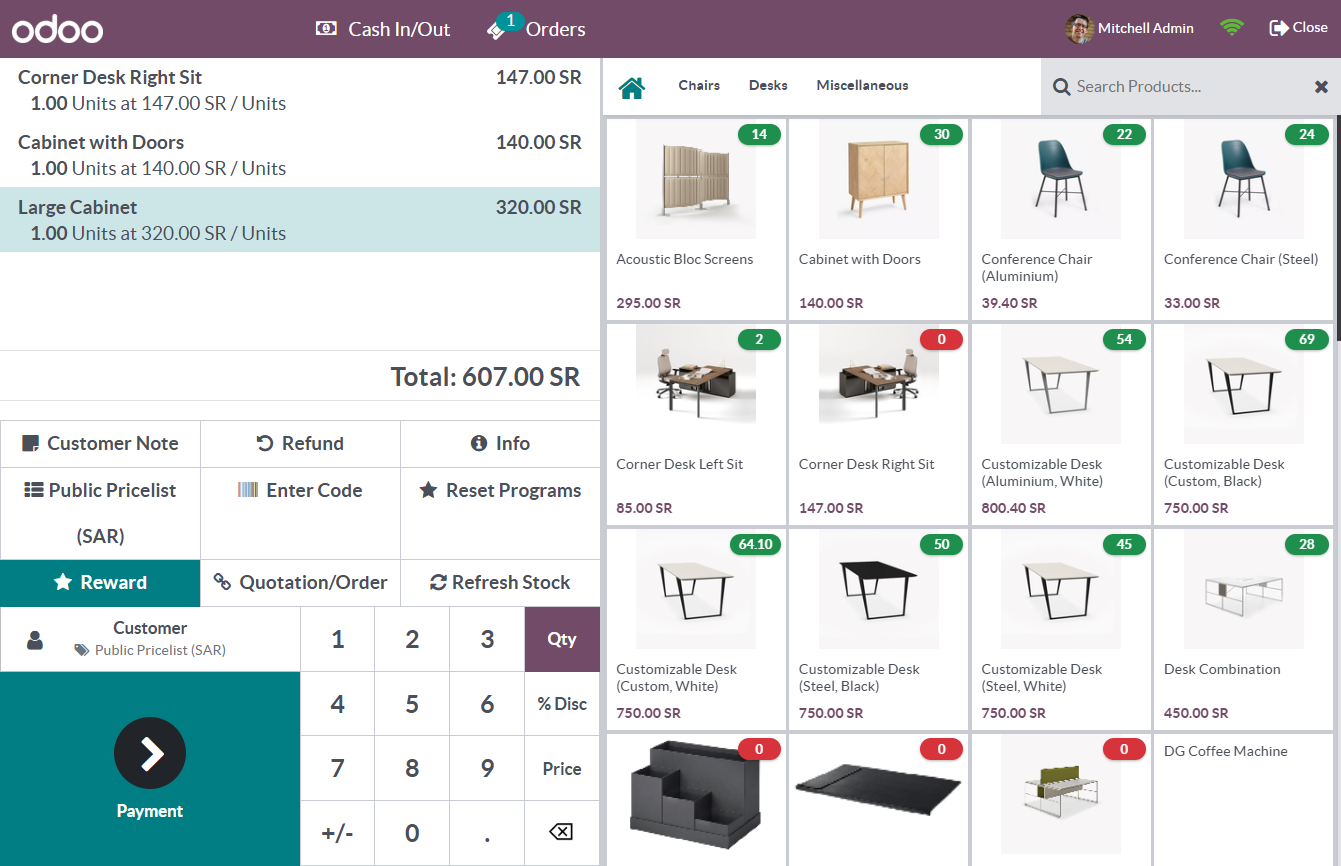 odoo
Cash In/Out
1
Orders
Mitchell Admin
Close
Corner Desk Right Sit 147.00 SR
1.00 Units at 147.00 SR / Units
Cabinet with Doors 140.00 SR
1.00 Units at 140.00 SR / Units
Large Cabinet 320.00 SR
1.00 Units at 320.00 SR / Units
Total: 607.00 SR
Customer Note
Refund
Info
Public Pricelist
(SAR)
Enter Code
Reset Programs
Reward
Quotation/Order
Refresh Stock
Customer
Public Pricelist (SAR)
Payment
1 2 3 Qty
4 5 6 % Disc
7 8 9 Price
+/- 0 .
Chairs
Desks
Miscellaneous
Search Products...
14
Acoustic Bloc Screens
295.00 SR
30
Cabinet with Doors
140.00 SR
22
Conference Chair
(Aluminium)
39.40 SR
24
Conference Chair (Steel)
33.00 SR
2
Corner Desk Left Sit
85.00 SR
0
Corner Desk Right Sit
147.00 SR
54
Customizable Desk
(Aluminium, White)
800.40 SR
69
Customizable Desk
(Custom, Black)
750.00 SR
64.10
Customizable Desk
(Custom, White)
750.00 SR
50
Customizable Desk
(Steel, Black)
750.00 SR
45
Customizable Desk
(Steel, White)
750.00 SR
28
Desk Combination
450.00 SR
0
0
0
DG Coffee Machine